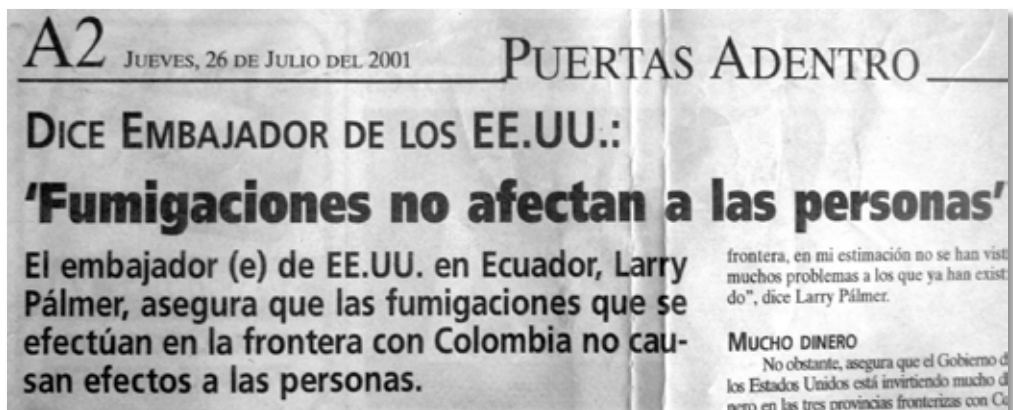 A2 JUEVES, 26 DE JULIO DEL 2001 PUERTAS ADENTRO
DICE EMBAJADOR DE LOS EE.UU.:
'Fumigaciones no afectan a las personas'
El embajador (e) de EE.UU. en Ecuador, Larry
Pálmer, asegura que las fumigaciones que se
efectúan en la frontera con Colombia no cau-
san efectos a las personas.
frontera, en mi estimación no se han vist
muchos problemas a los que ya han exist
do", dice Larry Pálmer.
MUCHO DINERO
No obstante, asegura que el Gobierno d
los Estados Unidos está invirtiendo mucho di
nero en las tres provincias fronterizas con